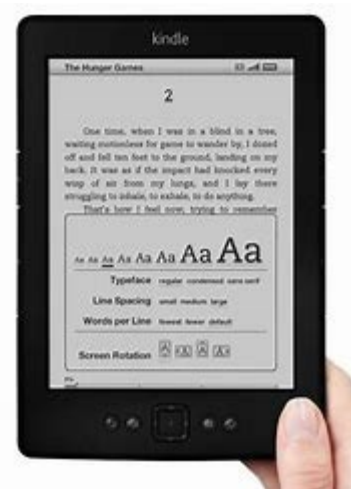 kindle
The Hunger Games
2
One time, when I was in a blind in a tree,
waiting motionless for game to wander by, I dozed
off and fell ten feet to the ground, landing on my
back. It was as if the impact had knocked every
wisp of air from my lungs, and I lay there
struggling to inhale, to exhale, to do anything.
That's how I feel now, trying to remember
Aa Aa Aa Aa Aa Aa Aa Aa
Typeface regular condensed sans serif
Line Spacing small medium large
Words per Line fewest fewer default
Screen Rotation